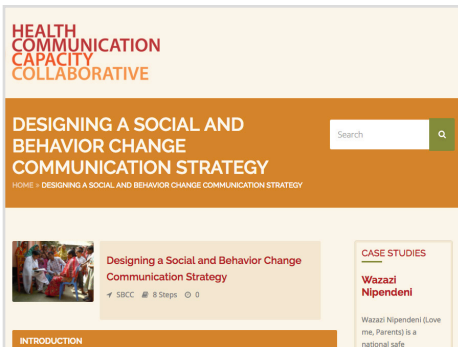 HEALTH
COMMUNICATION
CAPACITY
COLLABORATIVE
DESIGNING A SOCIAL AND
BEHAVIOR CHANGE
COMMUNICATION STRATEGY
HOME > DESIGNING A SOCIAL AND BEHAVIOR CHANGE COMMUNICATION STRATEGY
Search
Designing a Social and Behavior Change
Communication Strategy
SBCC 8 Steps 0
INTRODUCTION
CASE STUDIES
Wazazi
Nipendeni
Wazazi Nipendeni (Love
me, Parents) is a
national safe